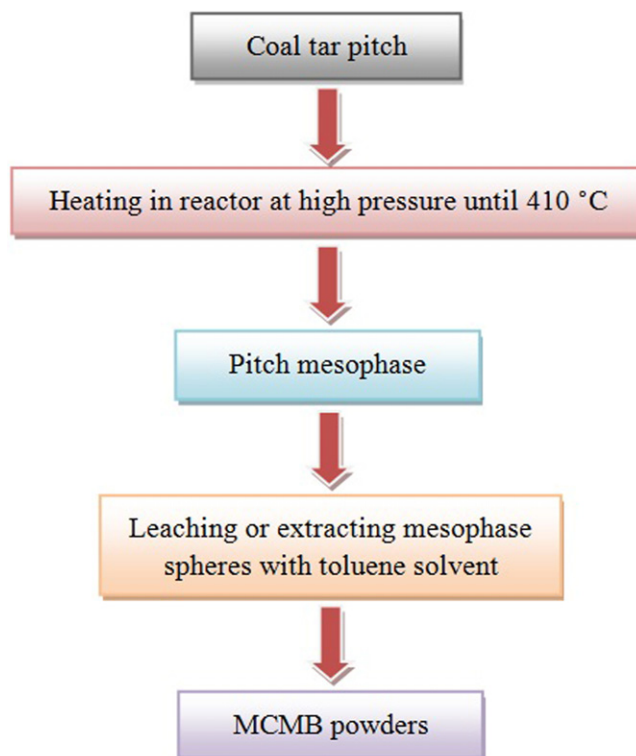 Coal tar pitch
Heating in reactor at high pressure until 410 °C
Pitch mesophase
Leaching or extracting mesophase
spheres with toluene solvent
MCMB powders